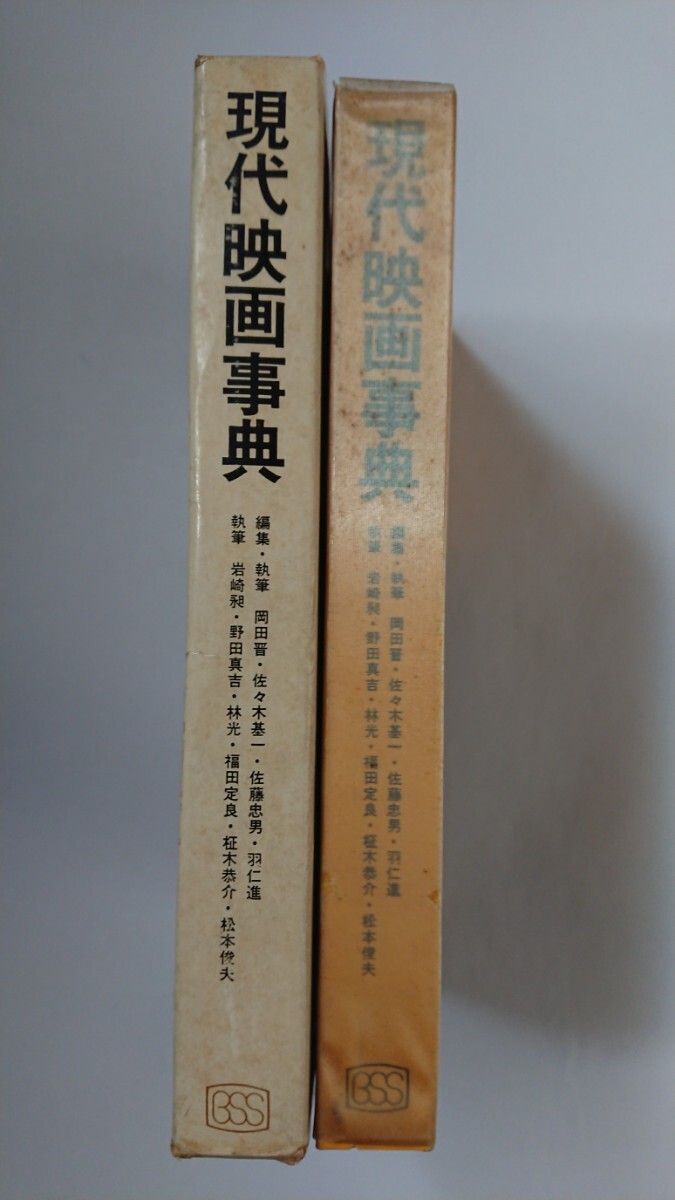 現代映画事典
編集・執筆 岡田晋・佐々木基一・佐藤忠男・羽仁進
執筆 岩崎昶・野田真吉・林光・福田定良・柾木恭介・松本俊夫
BSS
現代映画事典
編集・執筆 岡田晋・佐々木基一・佐藤忠男・羽仁進
執筆 岩崎昶・野田真吉・林光・福田定良・柾木恭介・松本俊夫
BSS